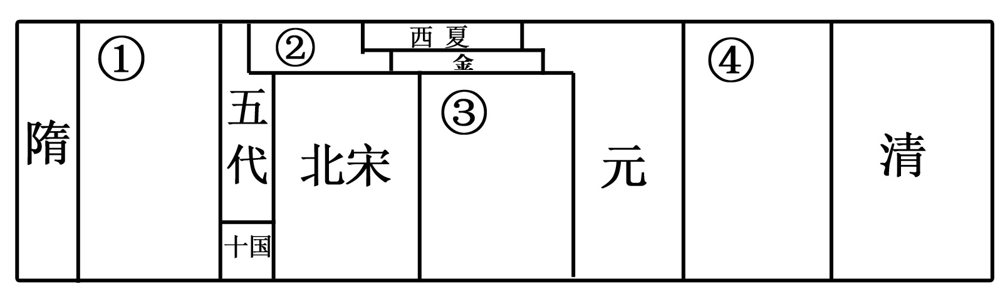 隋
①
五代
十国
②
西夏
金
北宋
③
元
④
清